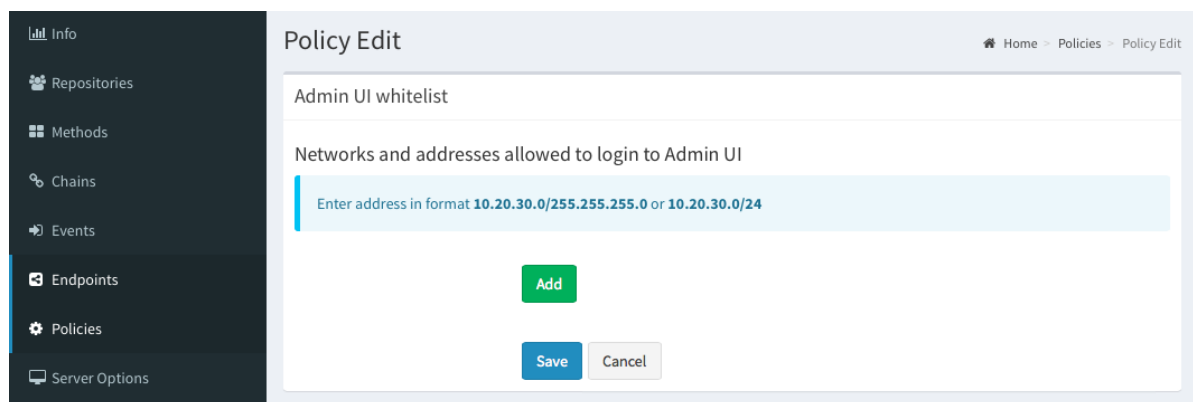 Info
Repositories
Methods
Chains
Events
Endpoints
Policies
Server Options
Policy Edit
Home > Policies > Policy Edit
Admin UI whitelist
Networks and addresses allowed to login to Admin UI
Enter address in format 10.20.30.0/255.255.255.0 or 10.20.30.0/24
Add
Save Cancel